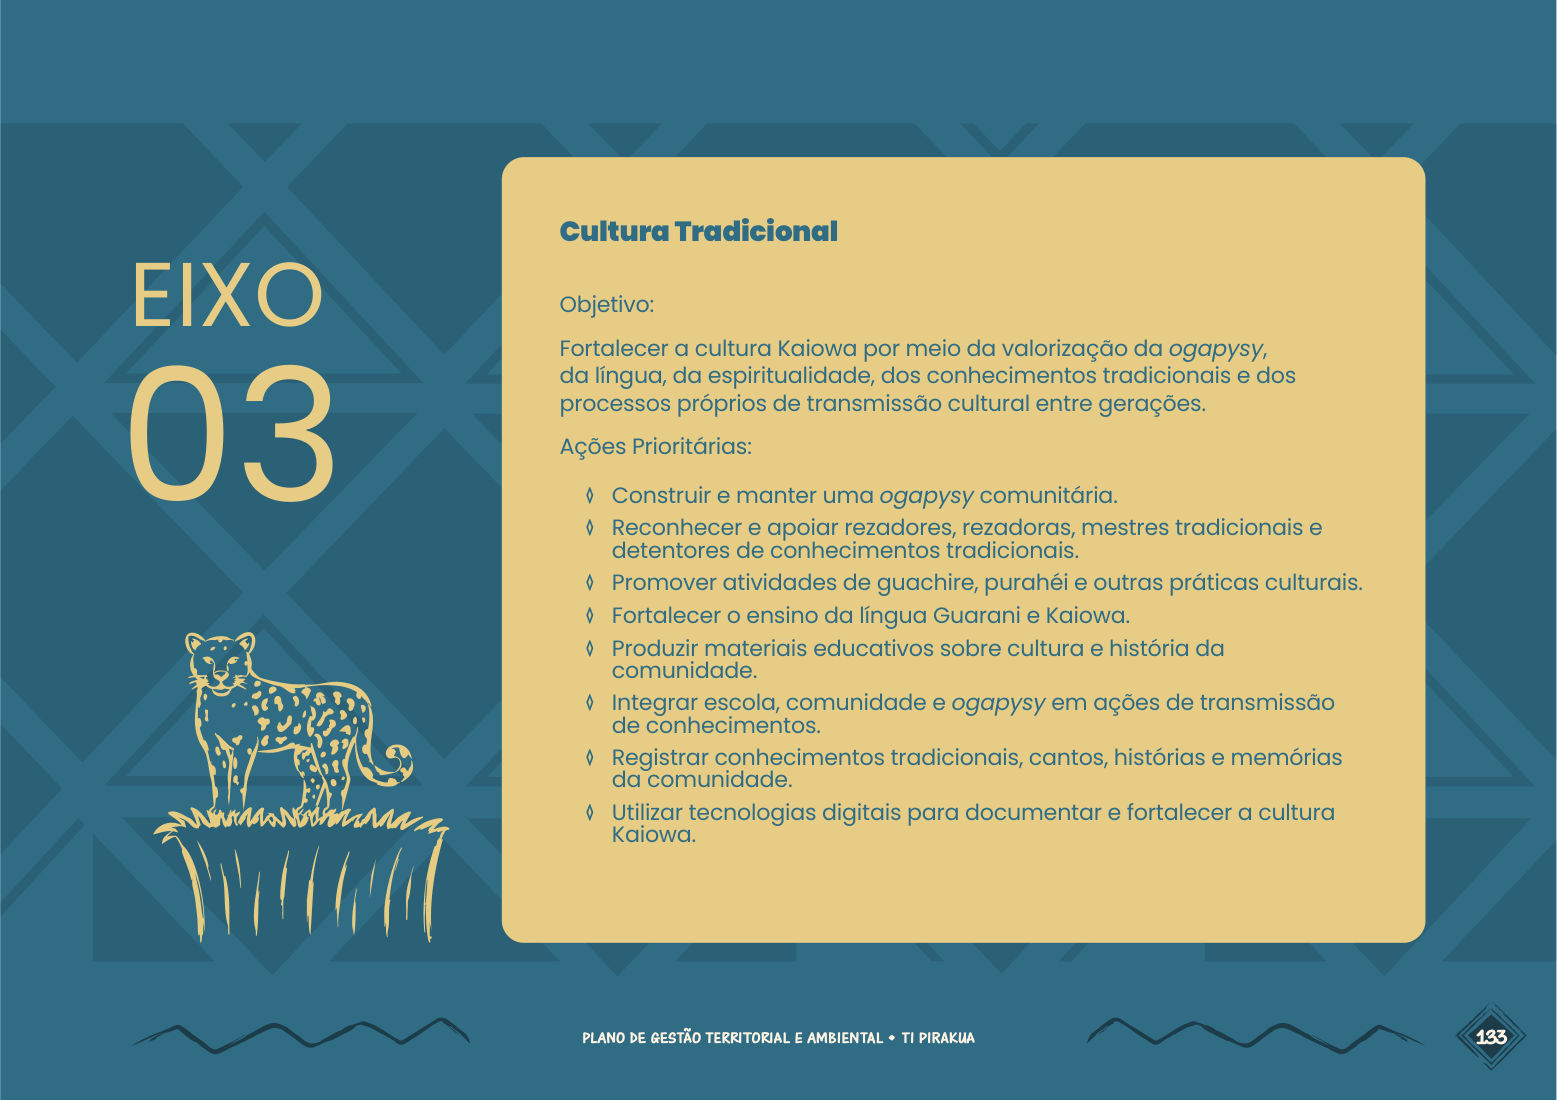 EIXO
03
Cultura Tradicional
Objetivo:
Fortalecer a cultura Kaiowa por meio da valorização da ogapysy,
da língua, da espiritualidade, dos conhecimentos tradicionais e dos
processos próprios de transmissão cultural entre gerações.
Ações Prioritárias:
◊ Construir e manter uma ogapysy comunitária.
◊ Reconhecer e apoiar rezadores, rezadoras, mestres tradicionais e
detentores de conhecimentos tradicionais.
◊ Promover atividades de guachire, purahéi e outras práticas culturais.
◊ Fortalecer o ensino da língua Guarani e Kaiowa.
◊ Produzir materiais educativos sobre cultura e história da
comunidade.
◊ Integrar escola, comunidade e ogapysy em ações de transmissão
de conhecimentos.
◊ Registrar conhecimentos tradicionais, cantos, histórias e memórias
da comunidade.
◊ Utilizar tecnologias digitais para documentar e fortalecer a cultura
Kaiowa.
PLANO DE GESTÃO TERRITORIAL E AMBIENTAL • TI PIRAKUA
133